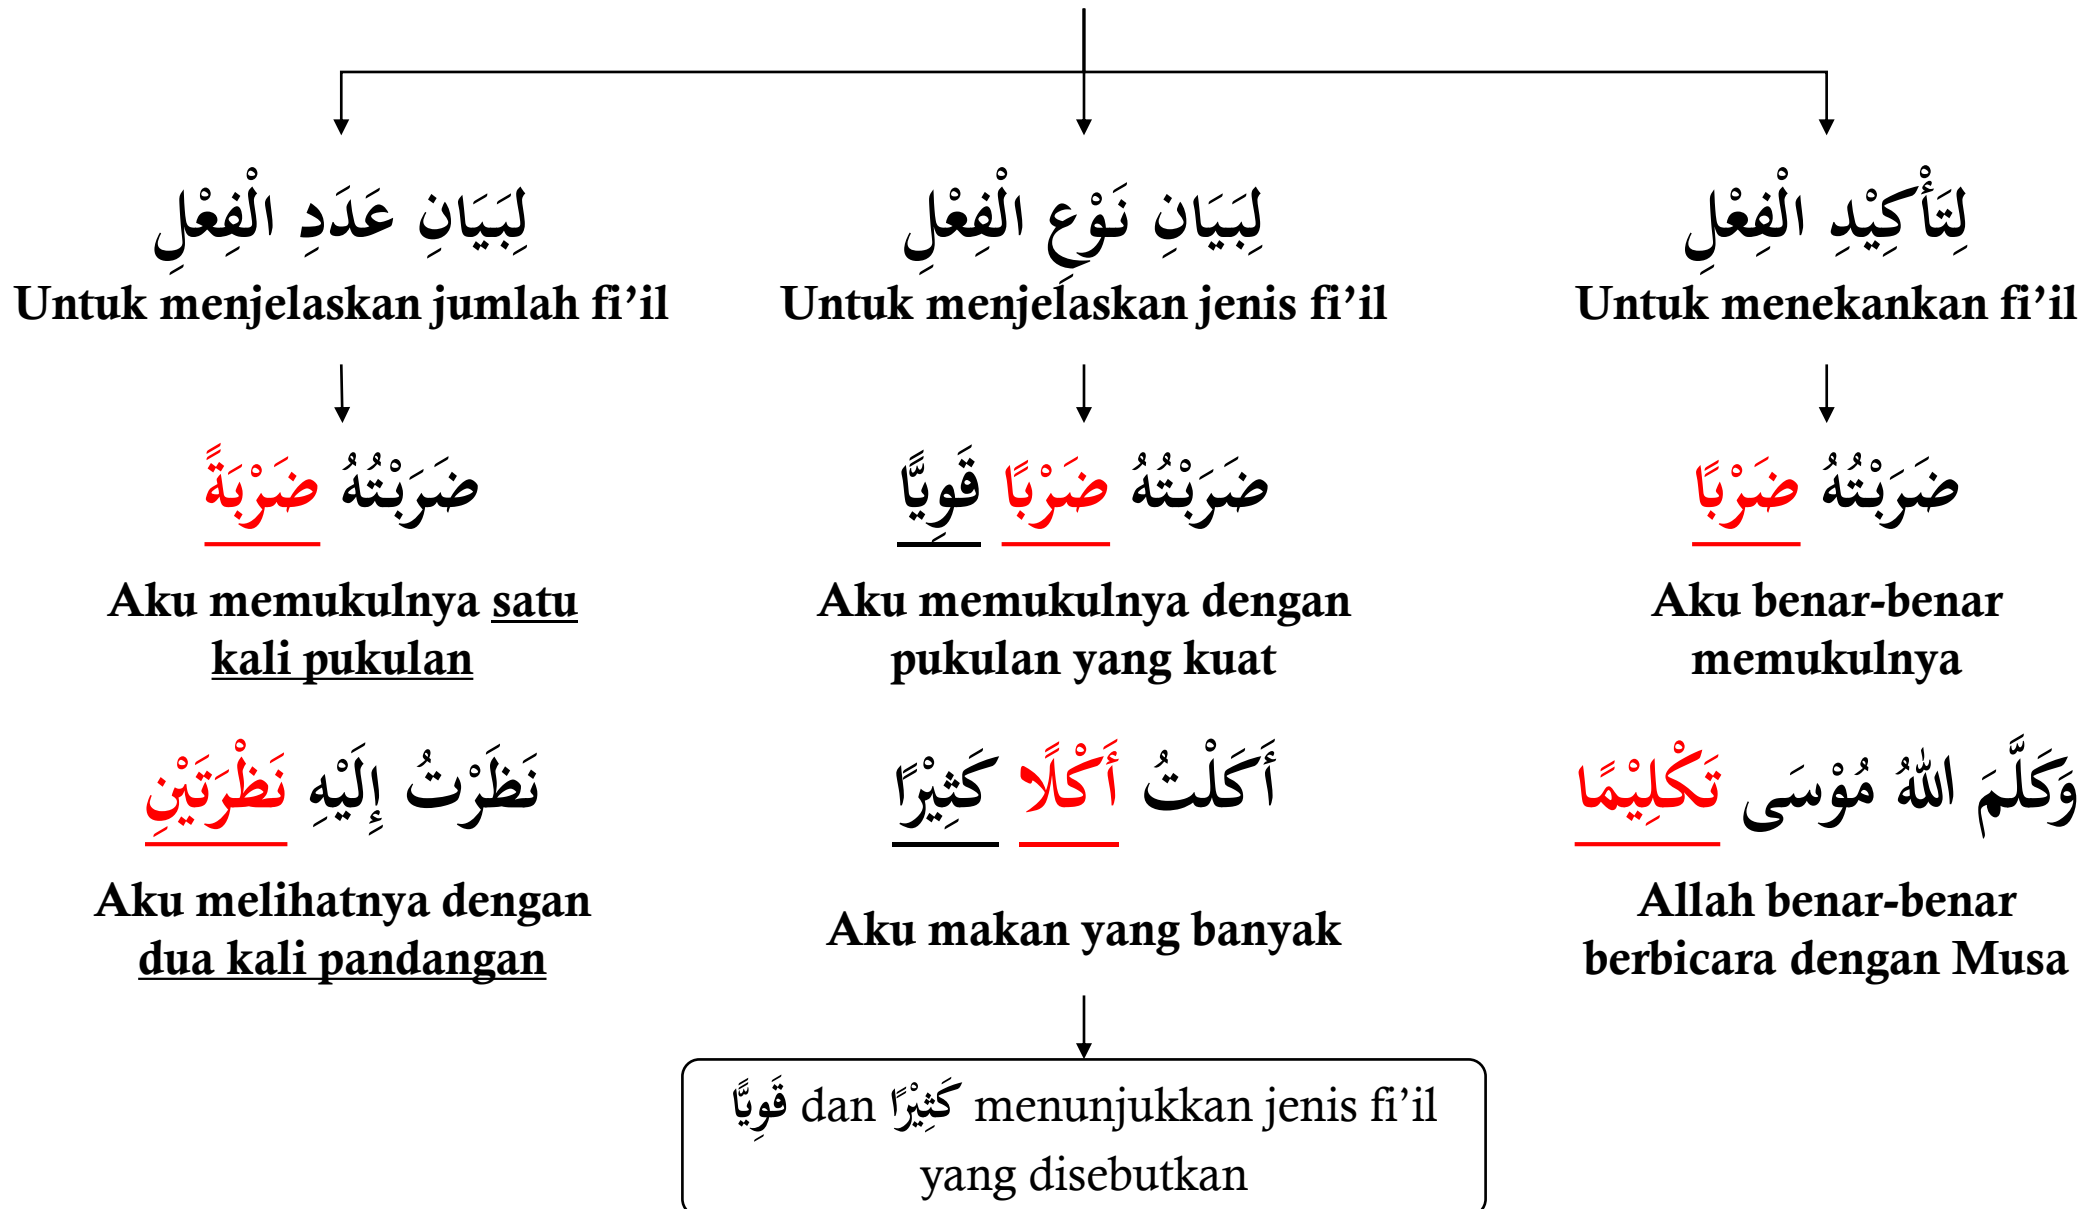 لِتَأْكِيْدِ الْفِعْلِ
Untuk menekankan fi’il
ضَرَبْتُهُ ضَرْبًا
Aku benar-benar
memukulnya
وَكَلَّمَ اللهُ مُوْسَى تَكْلِيْمًا
Allah benar-benar
berbicara dengan Musa
لِبَيَانِ نَوْعِ الْفِعْلِ
Untuk menjelaskan jenis fi’il
ضَرَبْتُهُ ضَرْبًا قَوِيًّا
Aku memukulnya dengan
pukulan yang kuat
أَكَلْتُ أَكْلًا كَثِيْرًا
Aku makan yang banyak
قَوِيًّا dan كَثِيْرًا menunjukkan jenis fi’il
yang disebutkan
لِبَيَانِ عَدَدِ الْفِعْلِ
Untuk menjelaskan jumlah fi’il
ضَرَبْتُهُ ضَرْبَةً
Aku memukulnya satu
kali pukulan
نَظَرْتُ إِلَيْهِ نَظْرَتَيْنِ
Aku melihatnya dengan
dua kali pandangan